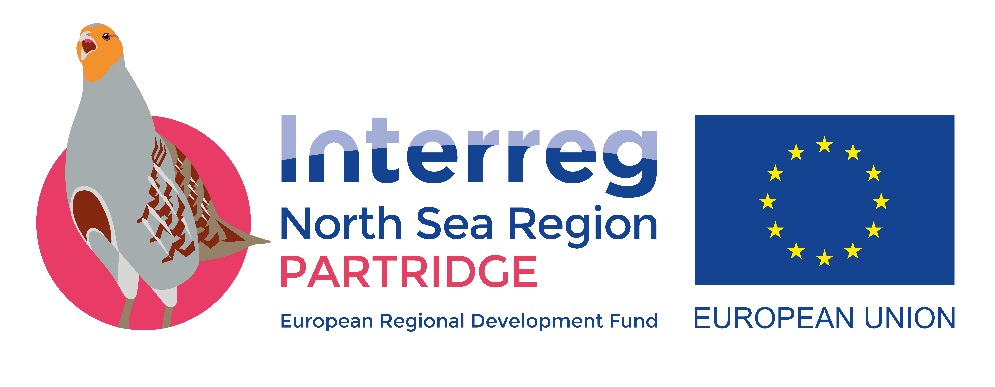 Interreg
North Sea Region
PARTRIDGE
European Regional Development Fund
EUROPEAN UNION